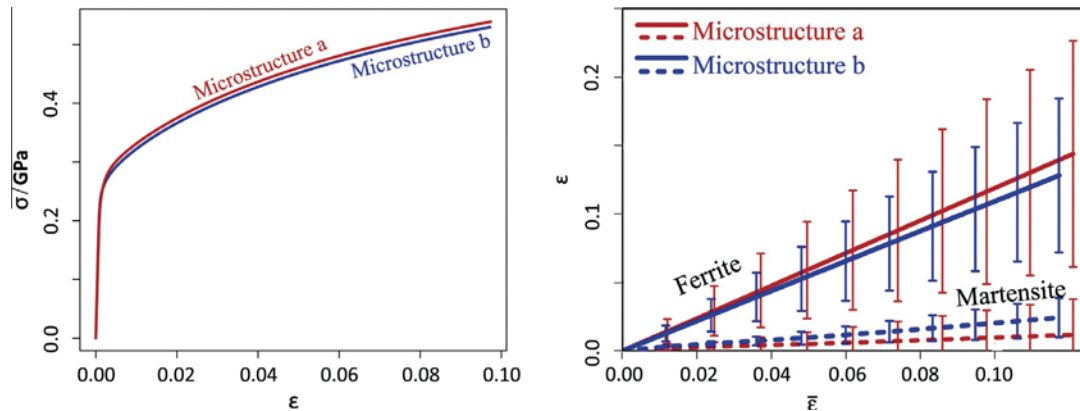 σ̅/GPa
0.4
0.2
0.0
Microstructure a
Microstructure b
0.00 0.02 0.04 0.06 0.08 0.10
ε
Microstructure a
Microstructure b
ε
0.2
0.1
0.0
Ferrite
Martensite
0.00 0.02 0.04 0.06 0.08 0.10
ε̅